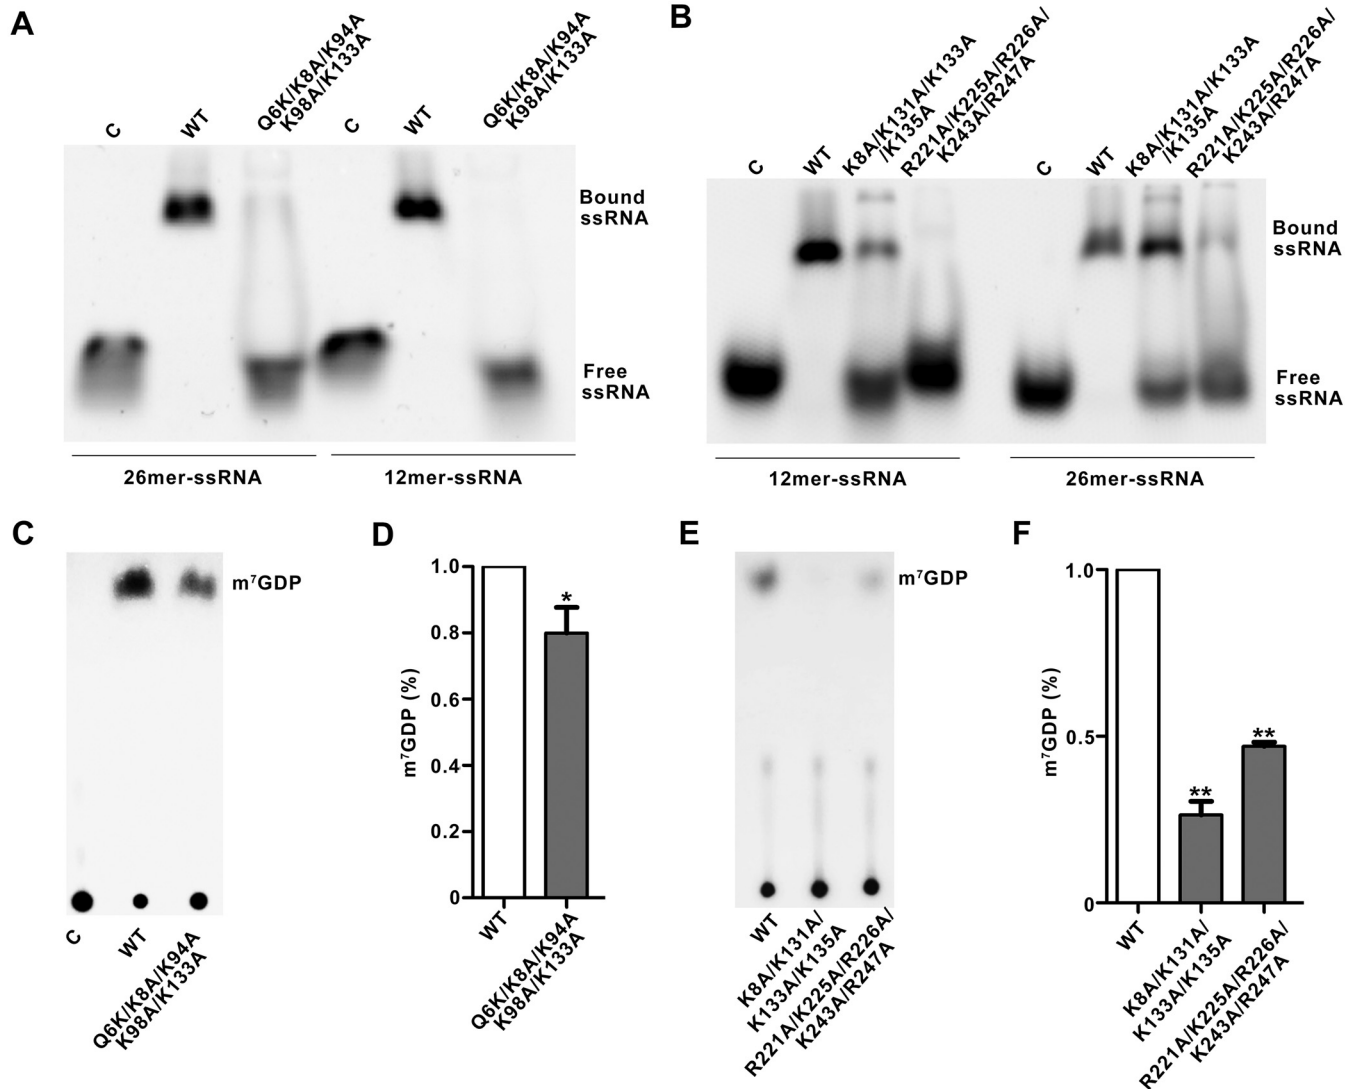 A
C
WT
Q6K/K8A/K94A
K98A/K133A
C
WT
Q6K/K8A/K94A
K98A/K133A
Bound
ssRNA
Free
ssRNA
26mer-ssRNA
12mer-ssRNA
B
C
WT
K8A/K131A/K133A
/K135A
R221A/K225A/R226A/
K243A/R247A
C
WT
K8A/K131A/K133A
/K135A
R221A/K225A/R226A/
K243A/R247A
Bound
ssRNA
Free
ssRNA
12mer-ssRNA
26mer-ssRNA
C
m⁷GDP
C
WT
Q6K/K8A/K94A
K98A/K133A
D
m⁷GDP (%)
1.0
0.8
0.6
0.4
0.2
0
*
WT
Q6K/K8A/K94A
K98A/K133A
E
m⁷GDP
WT
K8A/K131A/
K133A/K135A
R221A/K225A/R226A/
K243A/R247A
F
m⁷GDP (%)
1.0
0.5
0
**
**
WT
K8A/K131A/
K133A/K135A
R221A/K225A/R226A/
K243A/R247A